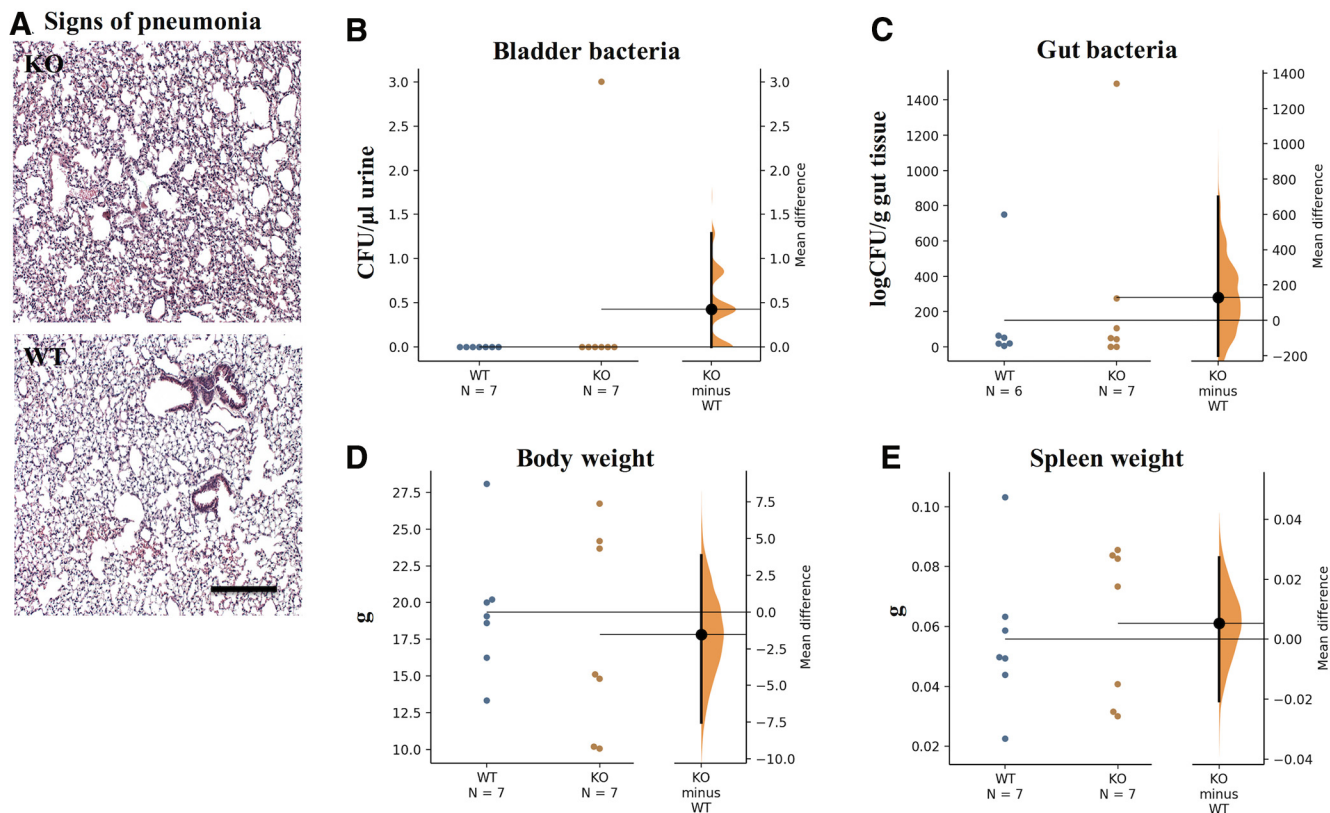 A
Signs of pneumonia
KO
WT
B
Bladder bacteria
CFU/µl urine
3.0
2.5
2.0
1.5
1.0
0.5
0.0
WT
N = 7
KO
N = 7
KO
minus
WT
3.0
2.5
2.0
1.5
1.0
0.5
0.0
Mean difference
C
Gut bacteria
logCFU/g gut tissue
1400
1200
1000
800
600
400
200
0
WT
N = 6
KO
N = 7
KO
minus
WT
1400
1200
1000
800
600
400
200
0
−200
Mean difference
D
Body weight
g
27.5
25.0
22.5
20.0
17.5
15.0
12.5
10.0
WT
N = 7
KO
N = 7
KO
minus
WT
7.5
5.0
2.5
0.0
−2.5
−5.0
−7.5
−10.0
Mean difference
E
Spleen weight
g
0.10
0.08
0.06
0.04
0.02
WT
N = 7
KO
N = 7
KO
minus
WT
0.04
0.02
0.00
−0.02
−0.04
Mean difference